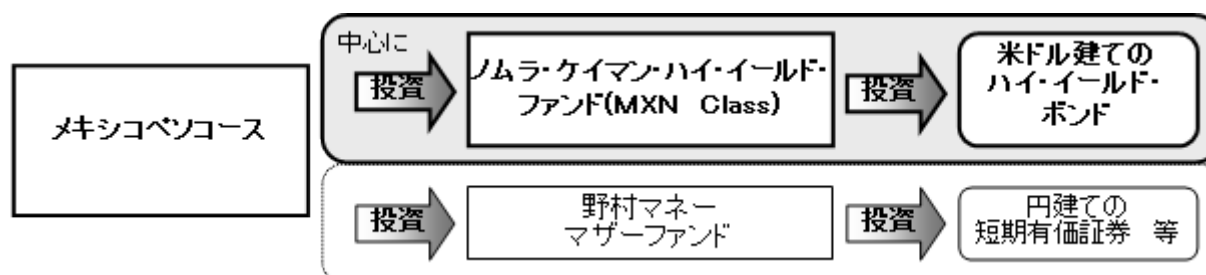 メキシコペソコース
中心に
投資
ノムラ・ケイマン・ハイ・イールド・
ファンド(MXN Class)
投資
米ドル建ての
ハイ・イールド・
ボンド
投資
野村マネー
マザーファンド
投資
円建ての
短期有価証券 等